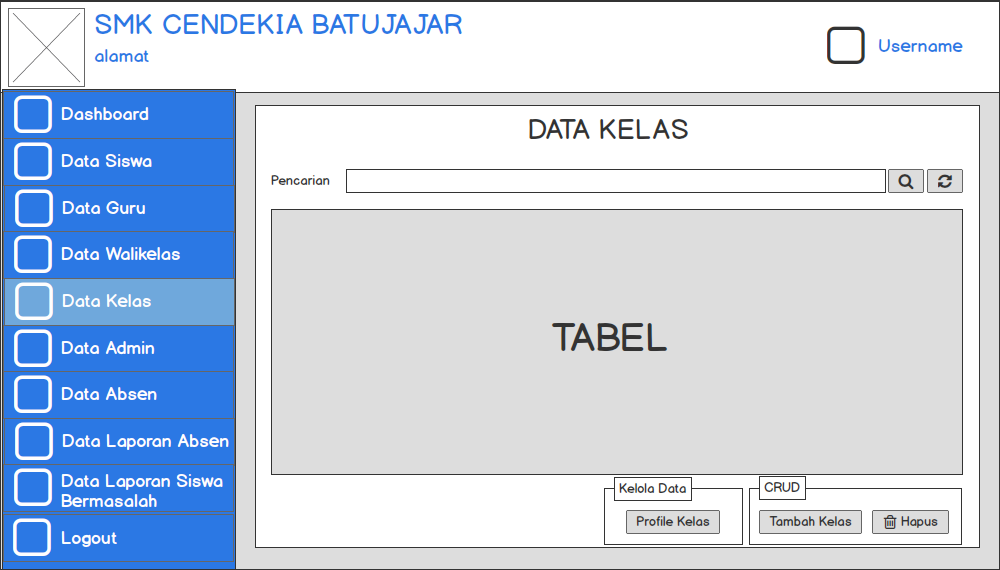 SMK CENDEKIA BATUJAJAR
alamat
Username
Dashboard
Data Siswa
Data Guru
Data Walikelas
Data Kelas
Data Admin
Data Absen
Data Laporan Absen
Data Laporan Siswa
Bermasalah
Logout
DATA KELAS
Pencarian
TABEL
Kelola Data
Profile Kelas
CRUD
Tambah Kelas
Hapus